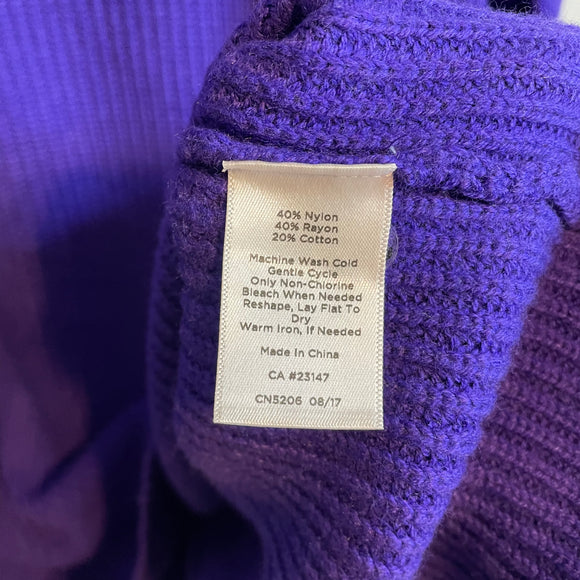 40% Nylon
40% Rayon
20% Cotton
Machine Wash Cold
Gentle Cycle
Only Non-Chlorine
Bleach When Needed
Reshape, Lay Flat To
Dry
Warm Iron, If Needed
Made in China
CA #23147
CN5206 08/17